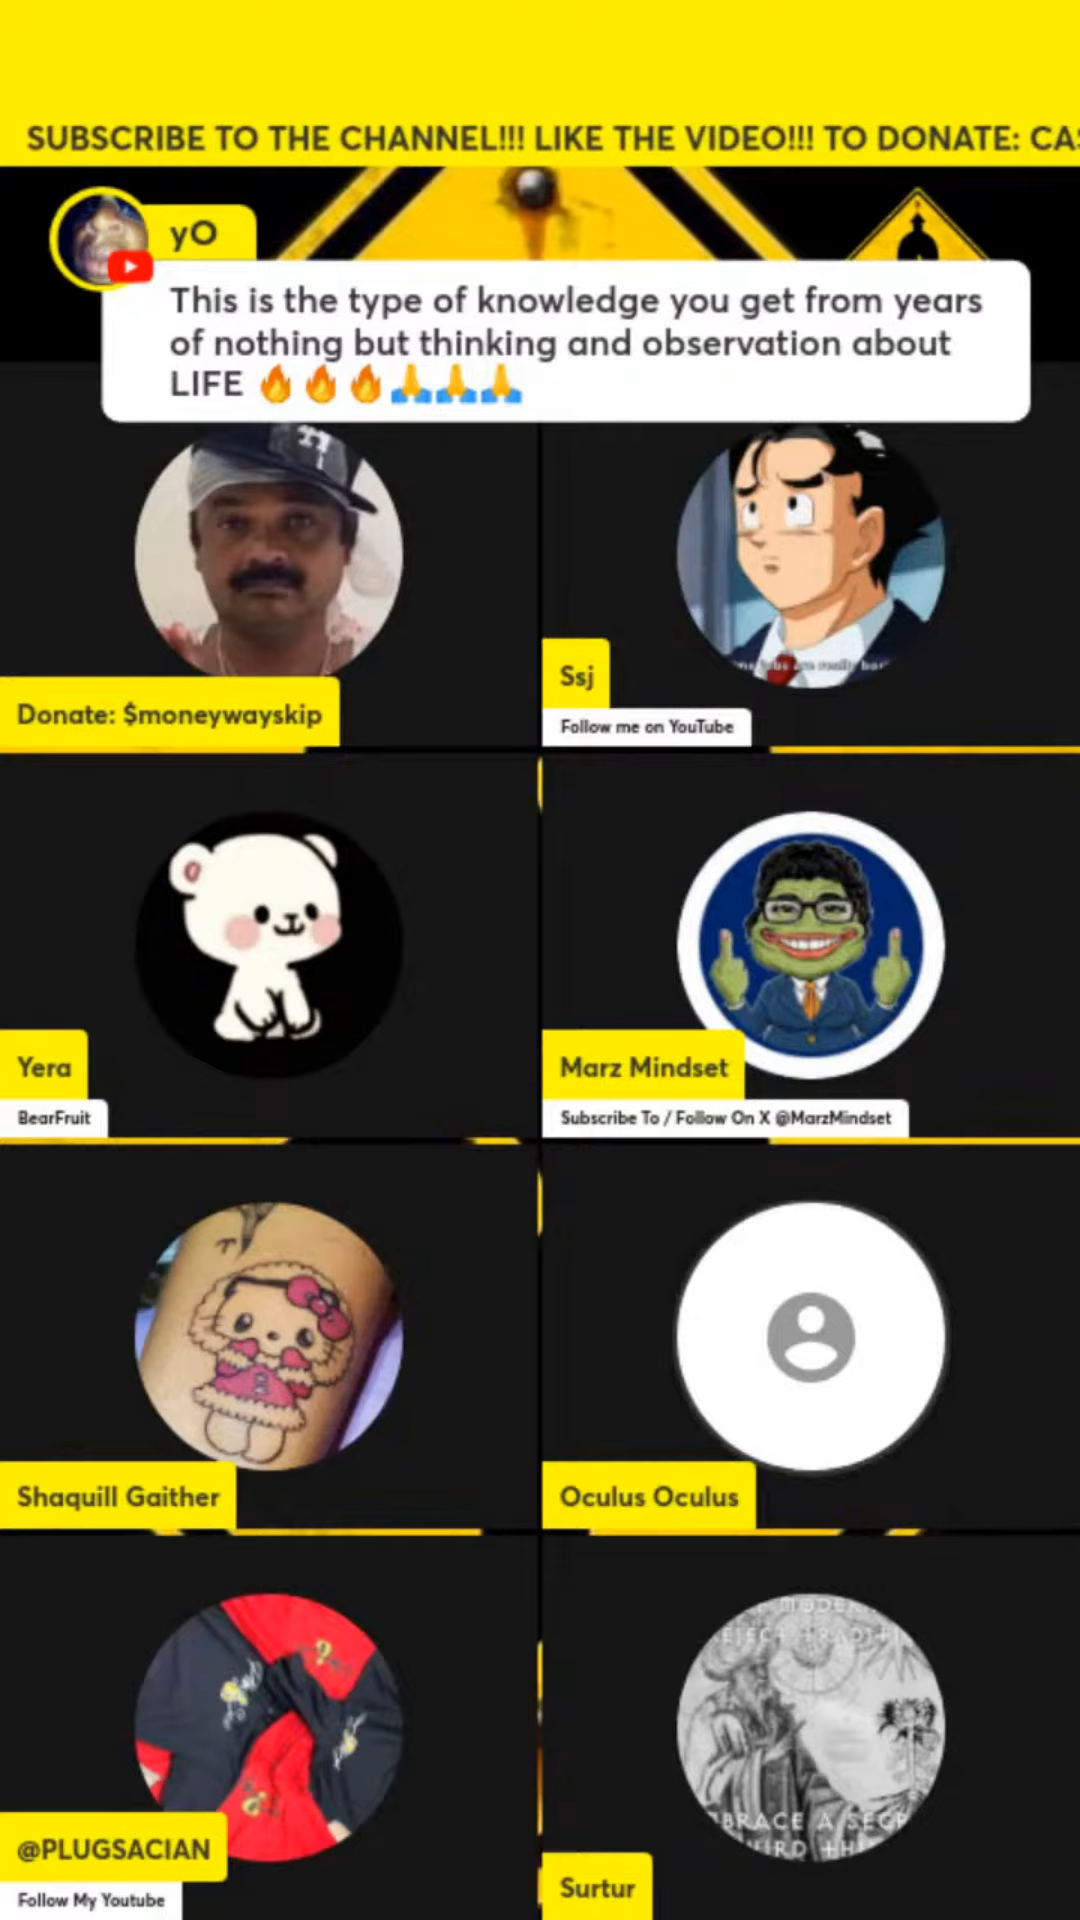 SUBSCRIBE TO THE CHANNEL!!! LIKE THE VIDEO!!! TO DONATE:
yO
This is the type of knowledge you get from years
of nothing but thinking and observation about
LIFE 🔥🔥🔥🙏🙏🙏
Donate: $moneywayskip
Ssj
Follow me on YouTube
Yera
BearFruit
Marz Mindset
Subscribe To / Follow On X @MarzMindset
Shaquill Gaither
Oculus Oculus
@PLUGSACIAN
Follow My Youtube
BRACE A SECR
Surtur